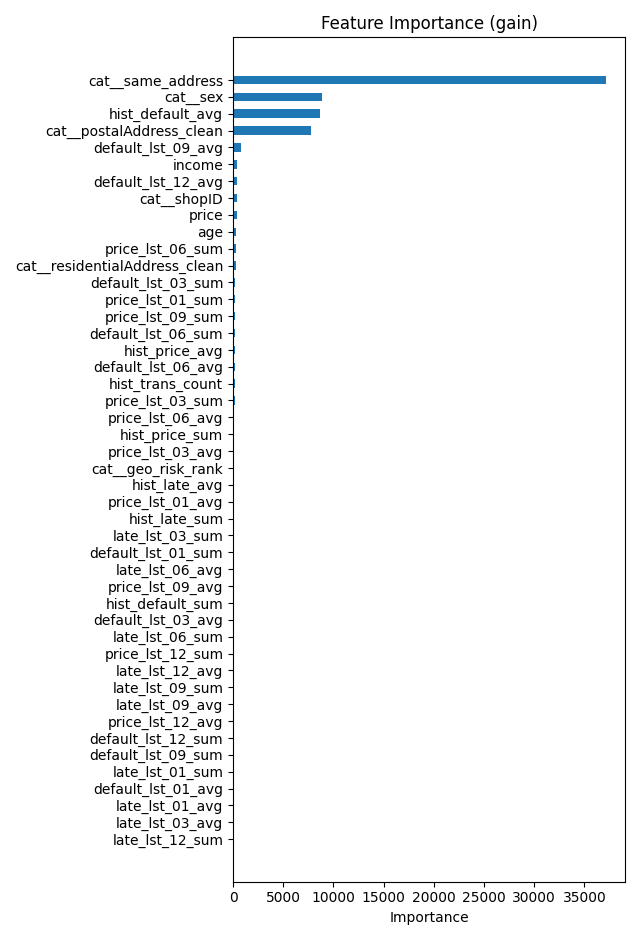 Feature Importance (gain)
cat__same_address
cat__sex
hist_default_avg
cat__postalAddress_clean
default_lst_09_avg
income
default_lst_12_avg
cat__shopID
price
age
price_lst_06_sum
cat__residentialAddress_clean
default_lst_03_sum
price_lst_01_sum
price_lst_09_sum
default_lst_06_sum
hist_price_avg
default_lst_06_avg
hist_trans_count
price_lst_03_sum
price_lst_06_avg
hist_price_sum
price_lst_03_avg
cat__geo_risk_rank
hist_late_avg
price_lst_01_avg
hist_late_sum
late_lst_03_sum
default_lst_01_sum
late_lst_06_avg
price_lst_09_avg
hist_default_sum
default_lst_03_avg
late_lst_06_sum
price_lst_12_sum
late_lst_12_avg
late_lst_09_sum
late_lst_09_avg
price_lst_12_avg
default_lst_12_sum
default_lst_09_sum
late_lst_01_sum
default_lst_01_avg
late_lst_01_avg
late_lst_03_avg
late_lst_12_sum
0 5000 10000 15000 20000 25000 30000 35000
Importance